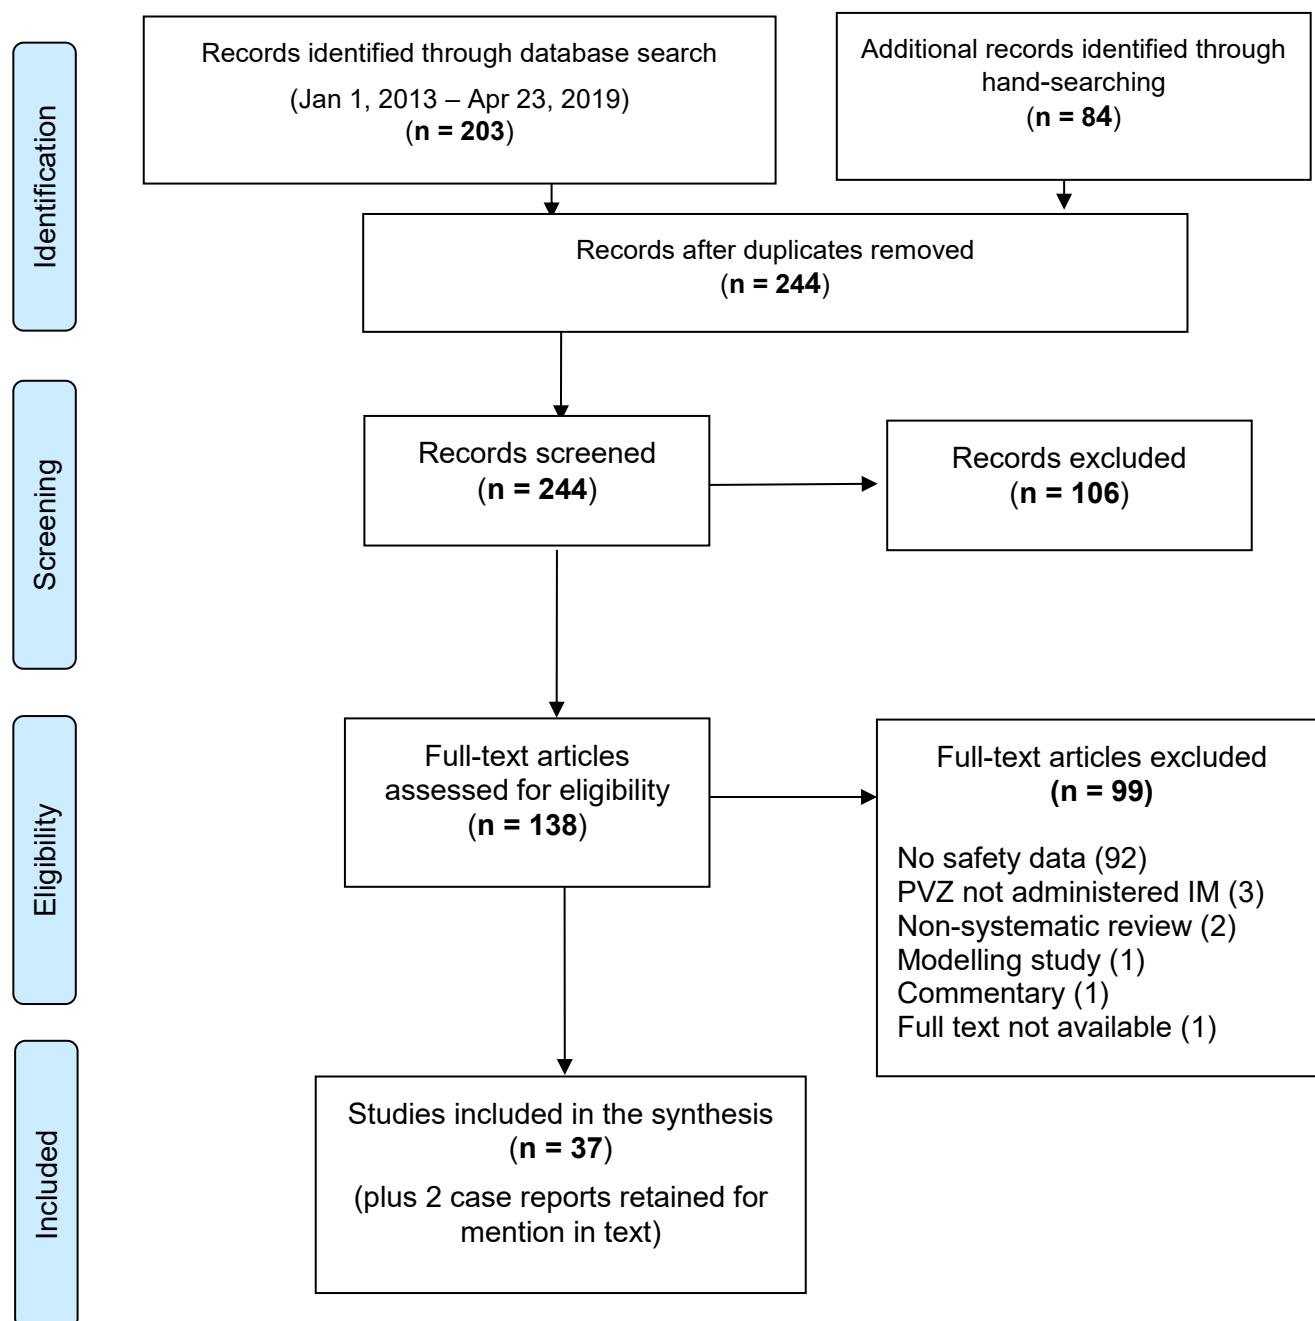 Identification
Records identified through database search
(Jan 1, 2013 – Apr 23, 2019)
(n = 203)
Additional records identified through
hand-searching
(n = 84)
Records after duplicates removed
(n = 244)
Screening
Records screened
(n = 244)
Records excluded
(n = 106)
Eligibility
Full-text articles
assessed for eligibility
(n = 138)
Full-text articles excluded
(n = 99)
No safety data (92)
PVZ not administered IM (3)
Non-systematic review (2)
Modelling study (1)
Commentary (1)
Full text not available (1)
Included
Studies included in the synthesis
(n = 37)
(plus 2 case reports retained for
mention in text)